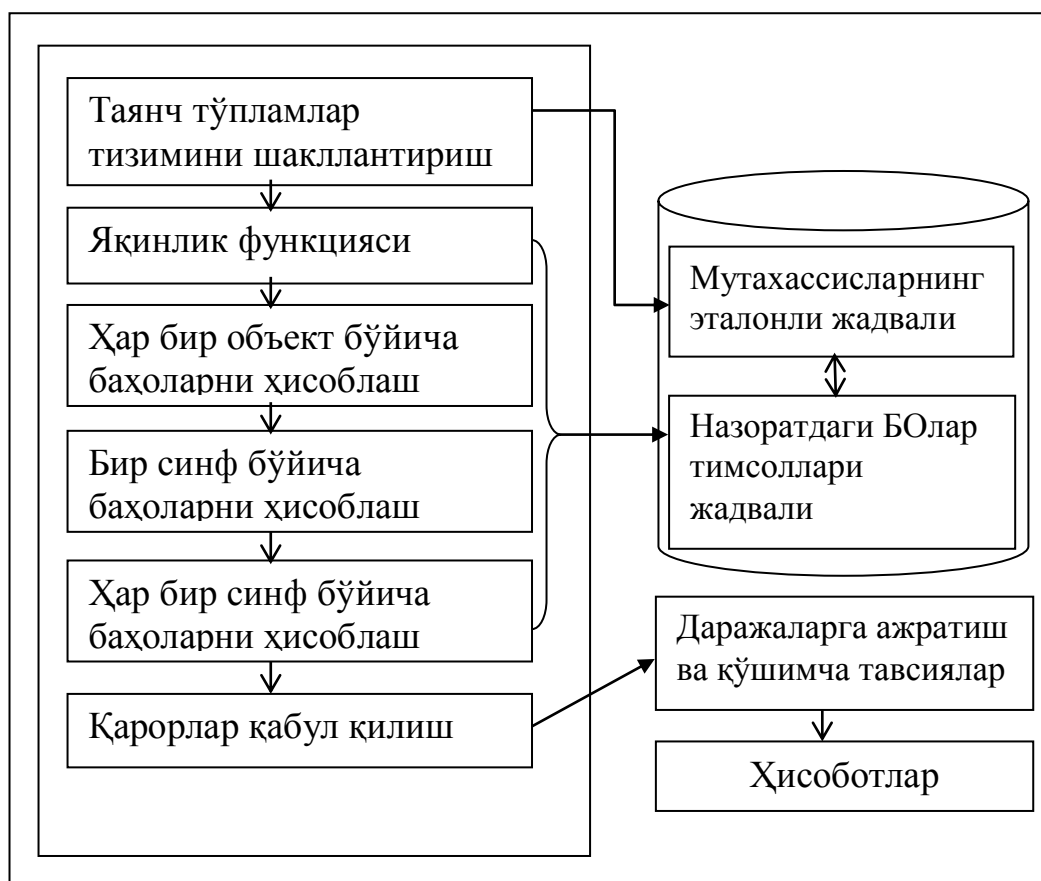 Таянч тўпламлар
тизимини шакллантириш
Яқинлик функцияси
Ҳар бир объект бўйича
баҳоларни ҳисоблаш
Бир синф бўйича
баҳоларни ҳисоблаш
Ҳар бир синф бўйича
баҳоларни ҳисоблаш
Қарорлар қабул қилиш
Мутахассисларнинг
эталонли жадвали
Назоратдаги БОлар
тимсоллари
жадвали
Даражаларга ажратиш
ва қўшимча тавсиялар
Ҳисоботлар